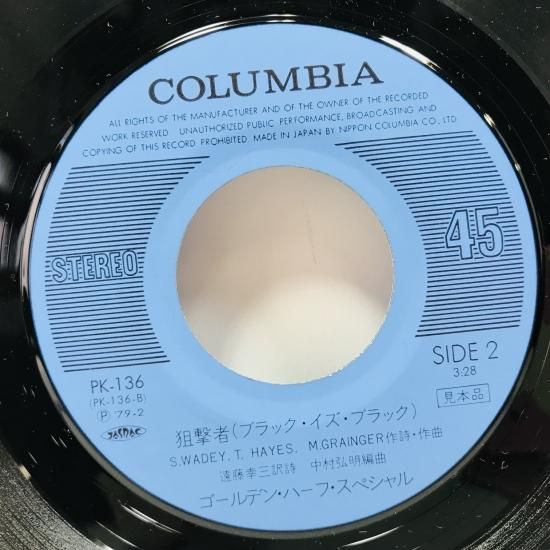 COLUMBIA
ALL RIGHTS OF THE MANUFACTURER AND OF THE OWNER OF THE RECORDED
WORK RESERVED. UNAUTHORIZED PUBLIC PERFORMANCE, BROADCASTING AND
COPYING OF THIS RECORD PROHIBITED. MADE IN JAPAN BY NIPPON COLUMBIA CO., LTD
STEREO
45
PK-136
(PK-136-B)
Ⓟ 79-2
JASRAC
SIDE 2
3:28
見本品
狙撃者(ブラック・イズ・ブラック)
S.WADEY. T. HAYES. M.GRAINGER作詩・作曲
遠藤幸三訳詩 中村弘明編曲
ゴールデン・ハーフ・スペシャル